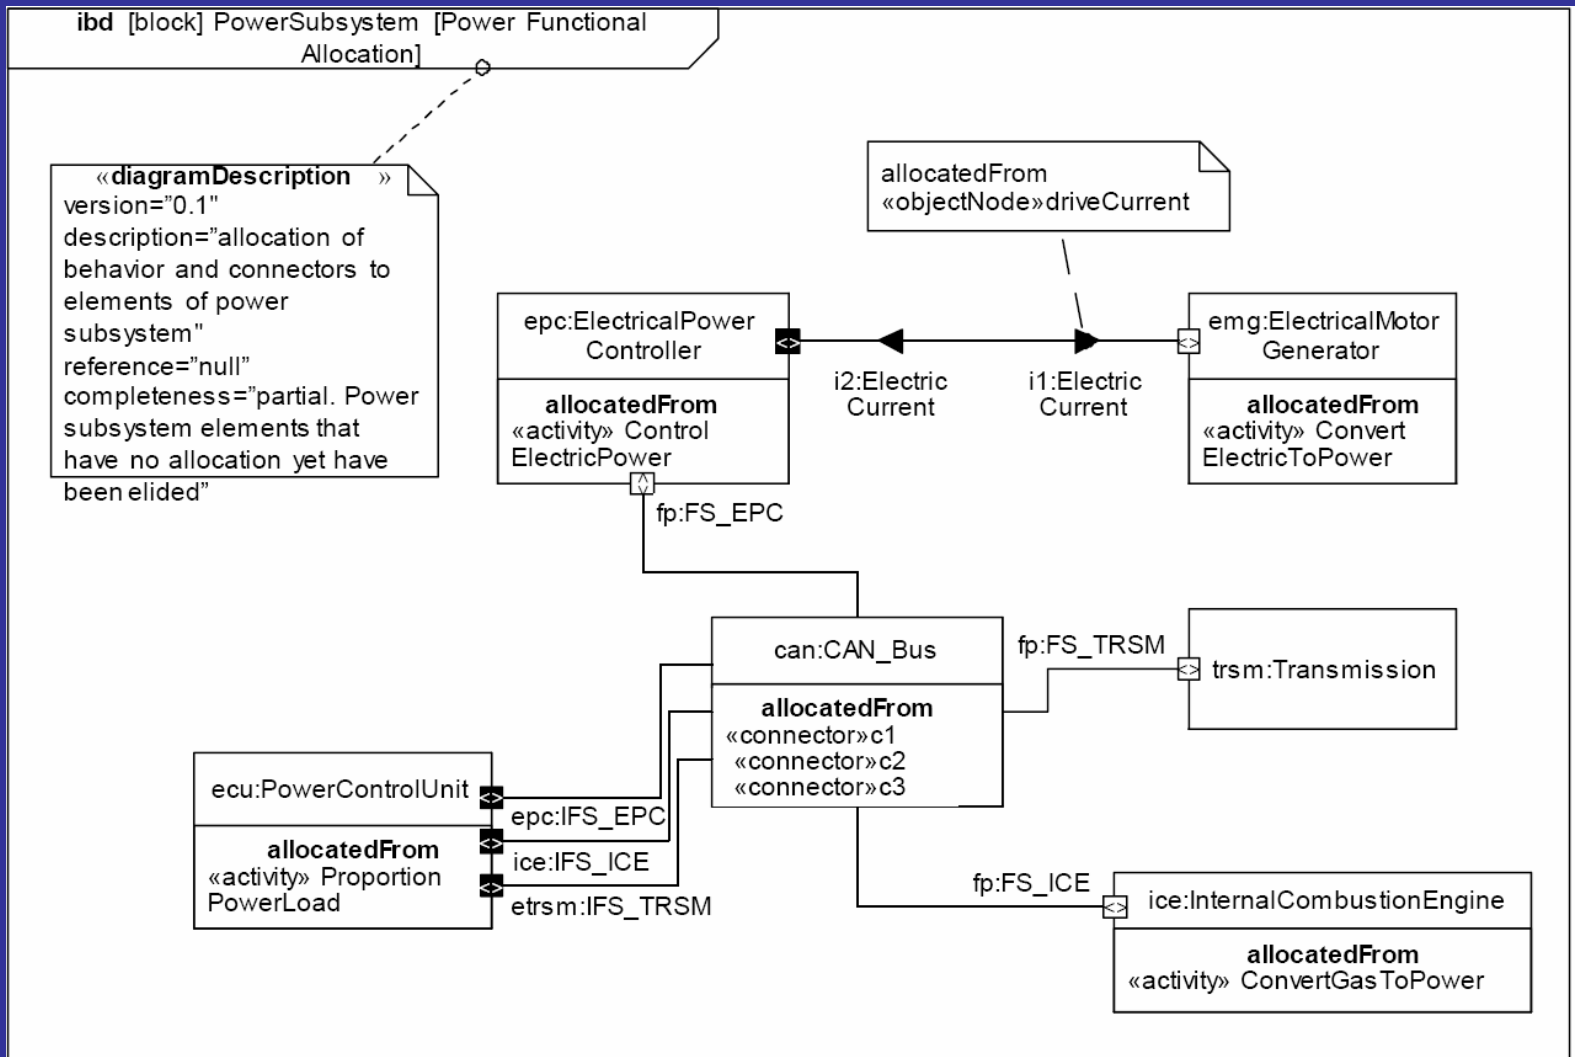 ibd [block] PowerSubsystem [Power Functional
Allocation]
«diagramDescription »
version="0.1"
description="allocation of
behavior and connectors to
elements of power
subsystem"
reference="null"
completeness="partial. Power
subsystem elements that
have no allocation yet have
been elided"
allocatedFrom
«objectNode»driveCurrent
epc:ElectricalPower
Controller
allocatedFrom
«activity» Control
ElectricPower
<>
i2:Electric
Current
i1:Electric
Current
<>
emg:ElectricalMotor
Generator
allocatedFrom
«activity» Convert
ElectricToPower
<>
fp:FS_EPC
can:CAN_Bus
allocatedFrom
«connector»c1
«connector»c2
«connector»c3
fp:FS_TRSM
<>
trsm:Transmission
ecu:PowerControlUnit
allocatedFrom
«activity» Proportion
PowerLoad
<>
epc:IFS_EPC
<>
ice:IFS_ICE
<>
etrsm:IFS_TRSM
fp:FS_ICE
<>
ice:InternalCombustionEngine
allocatedFrom
«activity» ConvertGasToPower